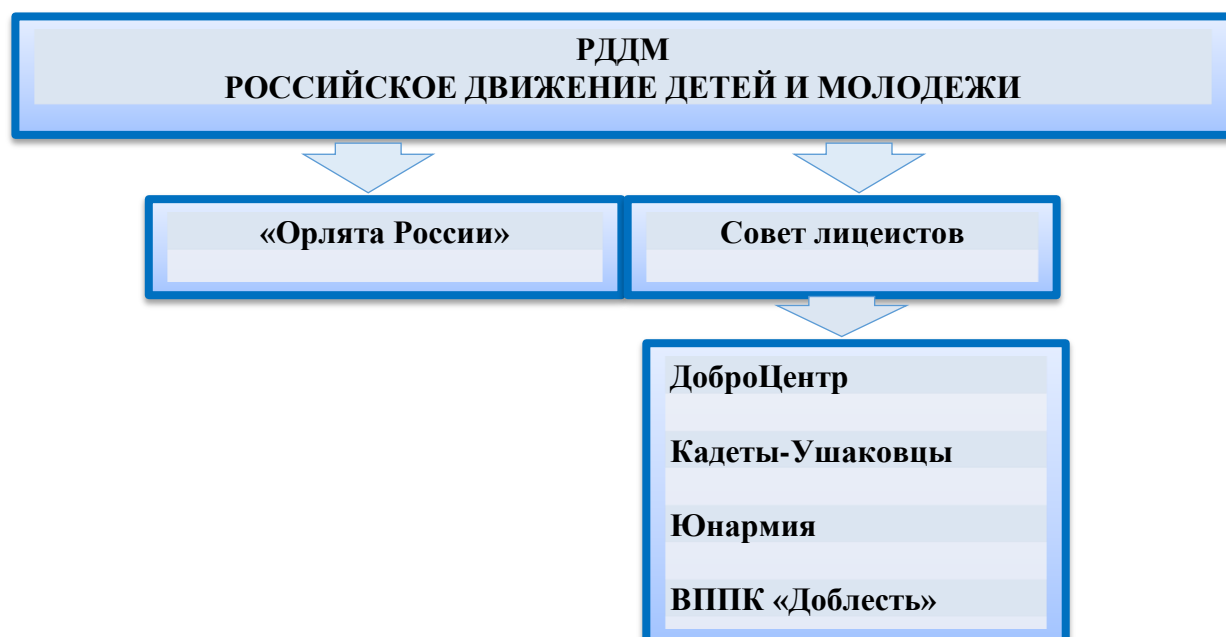 РДДМ
РОССИЙСКОЕ ДВИЖЕНИЕ ДЕТЕЙ И МОЛОДЕЖИ
«Орлята России»
Совет лицеистов
ДоброЦентр
Кадеты-Ушаковцы
Юнармия
ВППК «Доблесть»